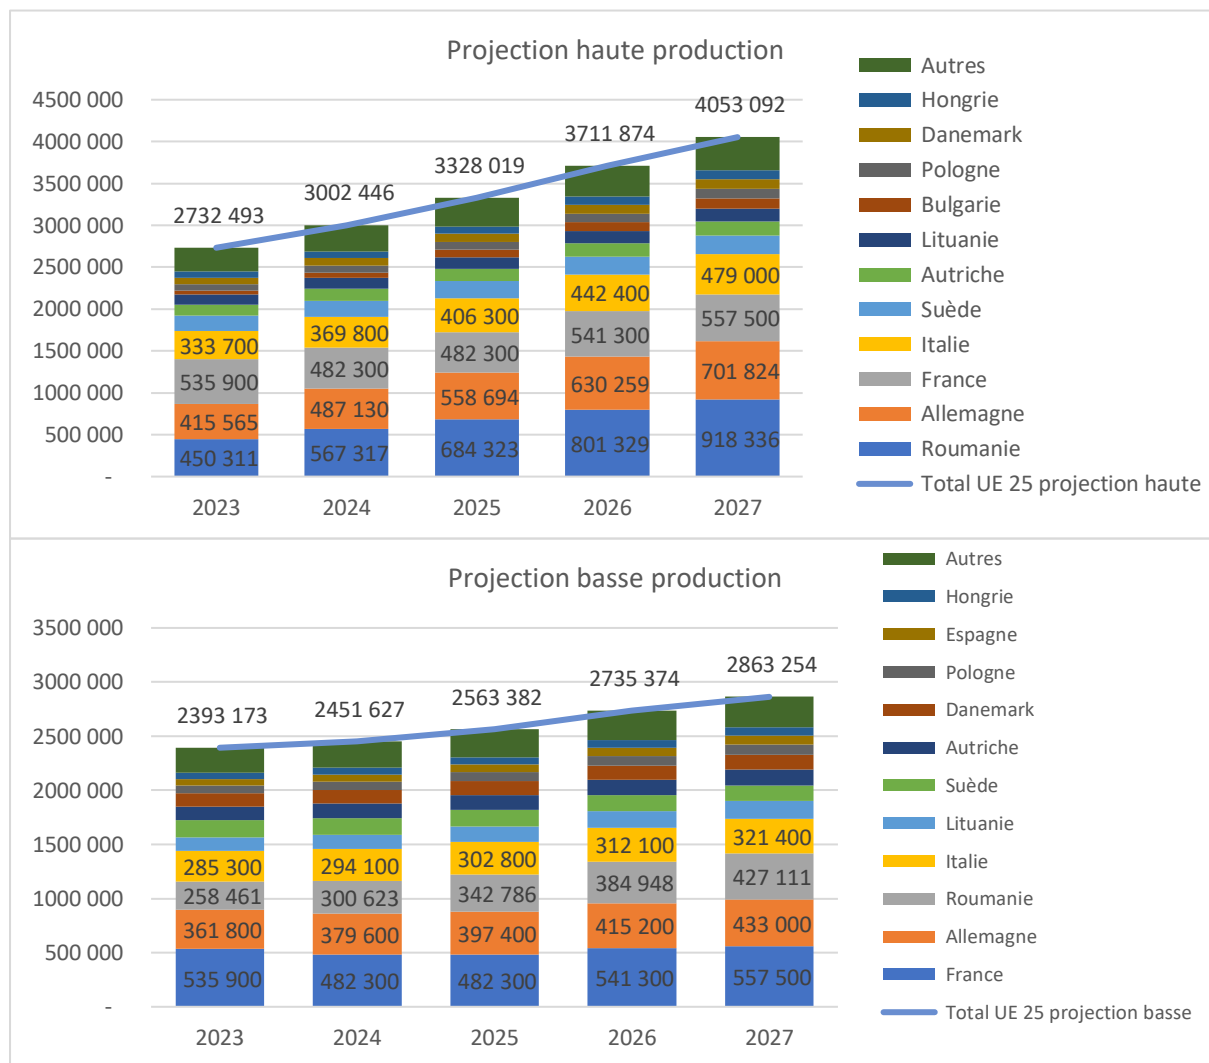 Projection haute production
4500 000
4000 000
3500 000
3000 000
2500 000
2000 000
1500 000
1000 000
500 000
-
2732 493
3002 446
3328 019
3711 874
4053 092
333 700
369 800
406 300
442 400
479 000
535 900
482 300
482 300
541 300
557 500
415 565
487 130
558 694
630 259
701 824
450 311
567 317
684 323
801 329
918 336
2023
2024
2025
2026
2027
Autres
Hongrie
Danemark
Pologne
Bulgarie
Lituanie
Autriche
Suède
Italie
France
Allemagne
Roumanie
Total UE 25 projection haute
Projection basse production
3500 000
3000 000
2500 000
2000 000
1500 000
1000 000
500 000
-
2393 173
2451 627
2563 382
2735 374
2863 254
285 300
294 100
302 800
312 100
321 400
258 461
300 623
342 786
384 948
427 111
361 800
379 600
397 400
415 200
433 000
535 900
482 300
482 300
541 300
557 500
2023
2024
2025
2026
2027
Autres
Hongrie
Espagne
Pologne
Danemark
Autriche
Suède
Lituanie
Italie
Roumanie
Allemagne
France
Total UE 25 projection basse